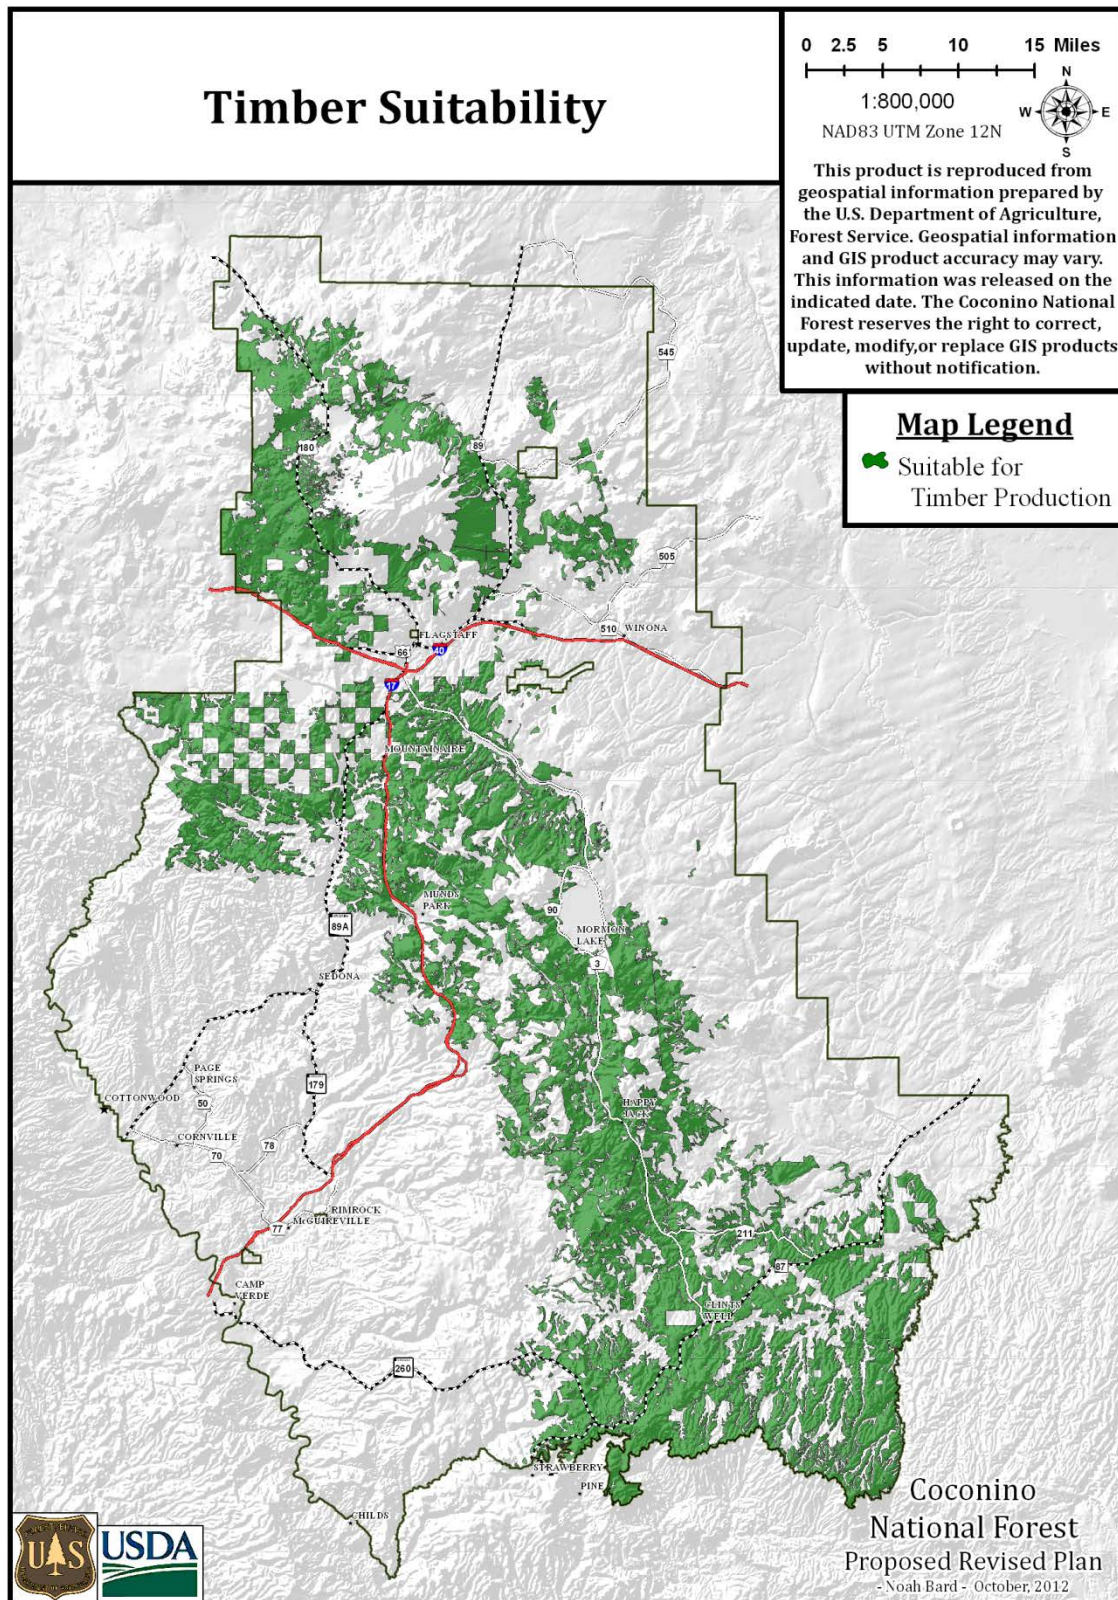 Timber Suitability
0 2.5 5 10 15 Miles
1:800,000
NAD83 UTM Zone 12N
N
W E
S
This product is reproduced from
geospatial information prepared by
the U.S. Department of Agriculture,
Forest Service. Geospatial information
and GIS product accuracy may vary.
This information was released on the
indicated date. The Coconino National
Forest reserves the right to correct,
update, modify,or replace GIS products
without notification.
Map Legend
Suitable for
Timber Production
545
180
89
505
510 WINONA
FLAGSTAFF
66
40
17
MOUNTAINAIRE
MUNDS
PARK
90
89A
MORMON
LAKE
3
SEDONA
PAGE
SPRINGS
179
50
COTTONWOOD
HAPPY
JACK
CORNVILLE
78
70
RIMROCK
McGUIREVILLE
77
211
87
CAMP
VERDE
CLINTS
WELL
260
STRAWBERRY
PINE
CHILDS
Coconino
National Forest
Proposed Revised Plan
- Noah Bard - October, 2012
U S
USDA